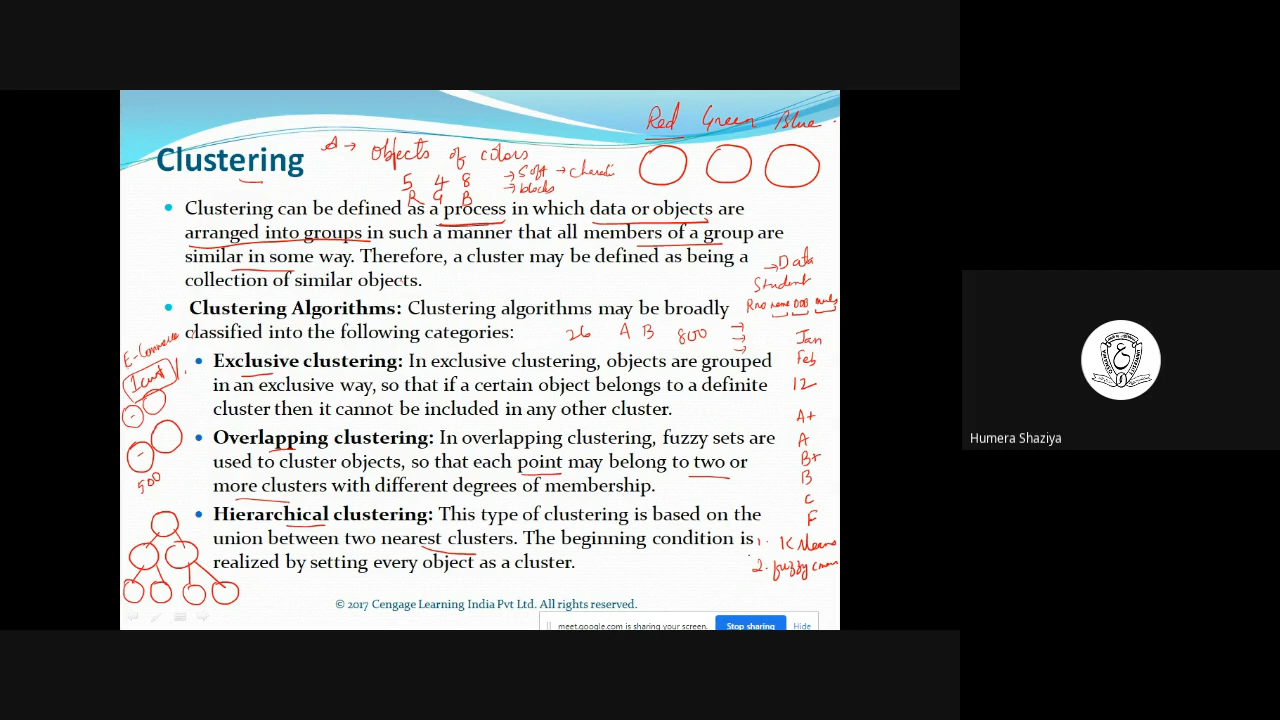 Red Green Blue
Clustering
A → Objects of colors
5 4 8 → Soft →
R G B → blocks
Clustering can be defined as a process in which data or objects are
arranged into groups in such a manner that all members of a group are
similar in some way. Therefore, a cluster may be defined as being a
collection of similar objects.
→ Data
Student
Rno name DOB marks
Clustering Algorithms: Clustering algorithms may be broadly
classified into the following categories:
26 A B 800
Jan
Feb
12
E-Commerce
Exclusive clustering: In exclusive clustering, objects are grouped
in an exclusive way, so that if a certain object belongs to a definite
cluster then it cannot be included in any other cluster.
A+
A
B+
B
C
F
Overlapping clustering: In overlapping clustering, fuzzy sets are
used to cluster objects, so that each point may belong to two or
more clusters with different degrees of membership.
500
Hierarchical clustering: This type of clustering is based on the
union between two nearest clusters. The beginning condition is
realized by setting every object as a cluster.
1. K Means
2. fuzzy
© 2017 Cengage Learning India Pvt Ltd. All rights reserved.
meet.google.com is sharing your screen. Stop sharing Hide
Humera Shaziya